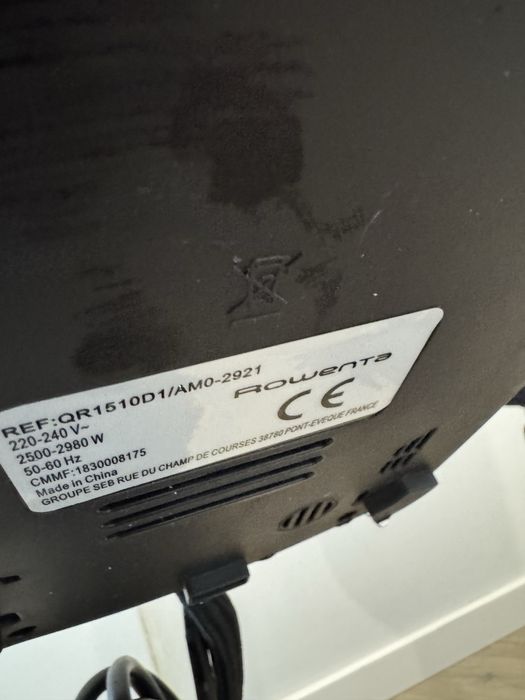 REF:QR1510D1/AM0-2921
220-240 V~
2500-2980 W
50-60 Hz
CMMF:1830008175
Made in China
GROUPE SEB RUE DU CHAMP DE COURSES 38780 PONT-EVEQUE FRANCE
ROWENTA
CE